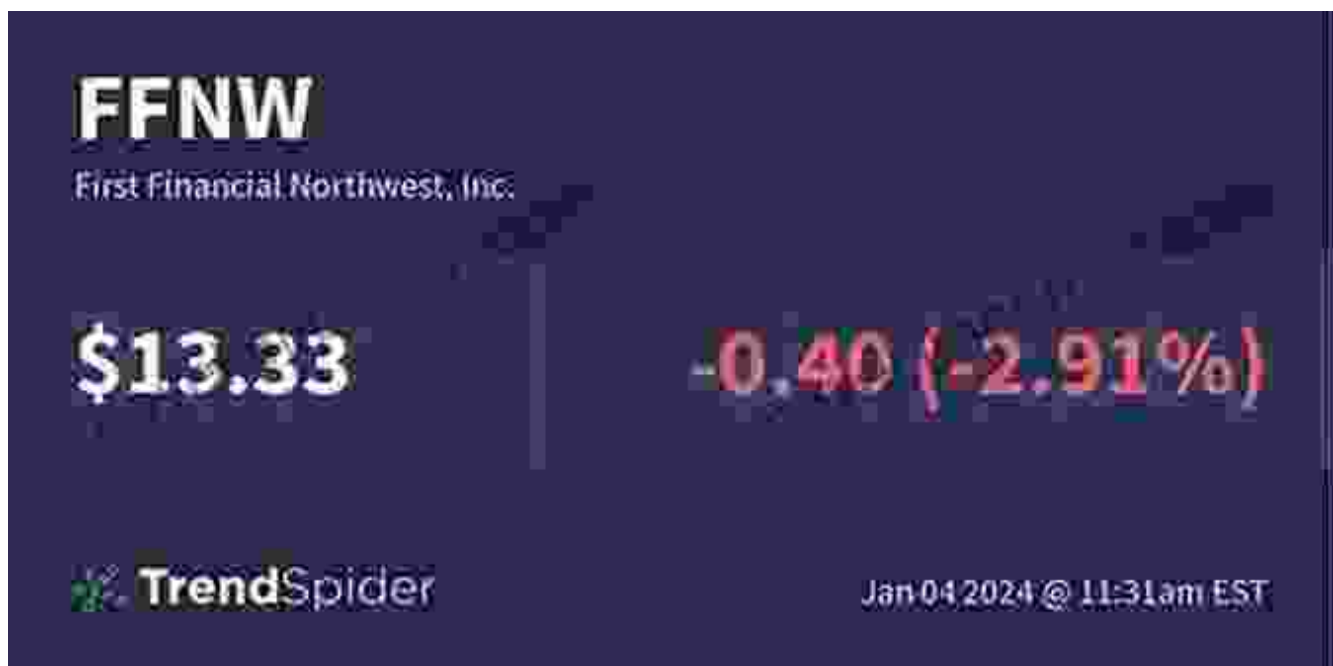 FFNW
First Financial Northwest, Inc.
$13.33
-0.40 (-2.91%)
TrendSpider
Jan 04 2024 @ 11:31am EST